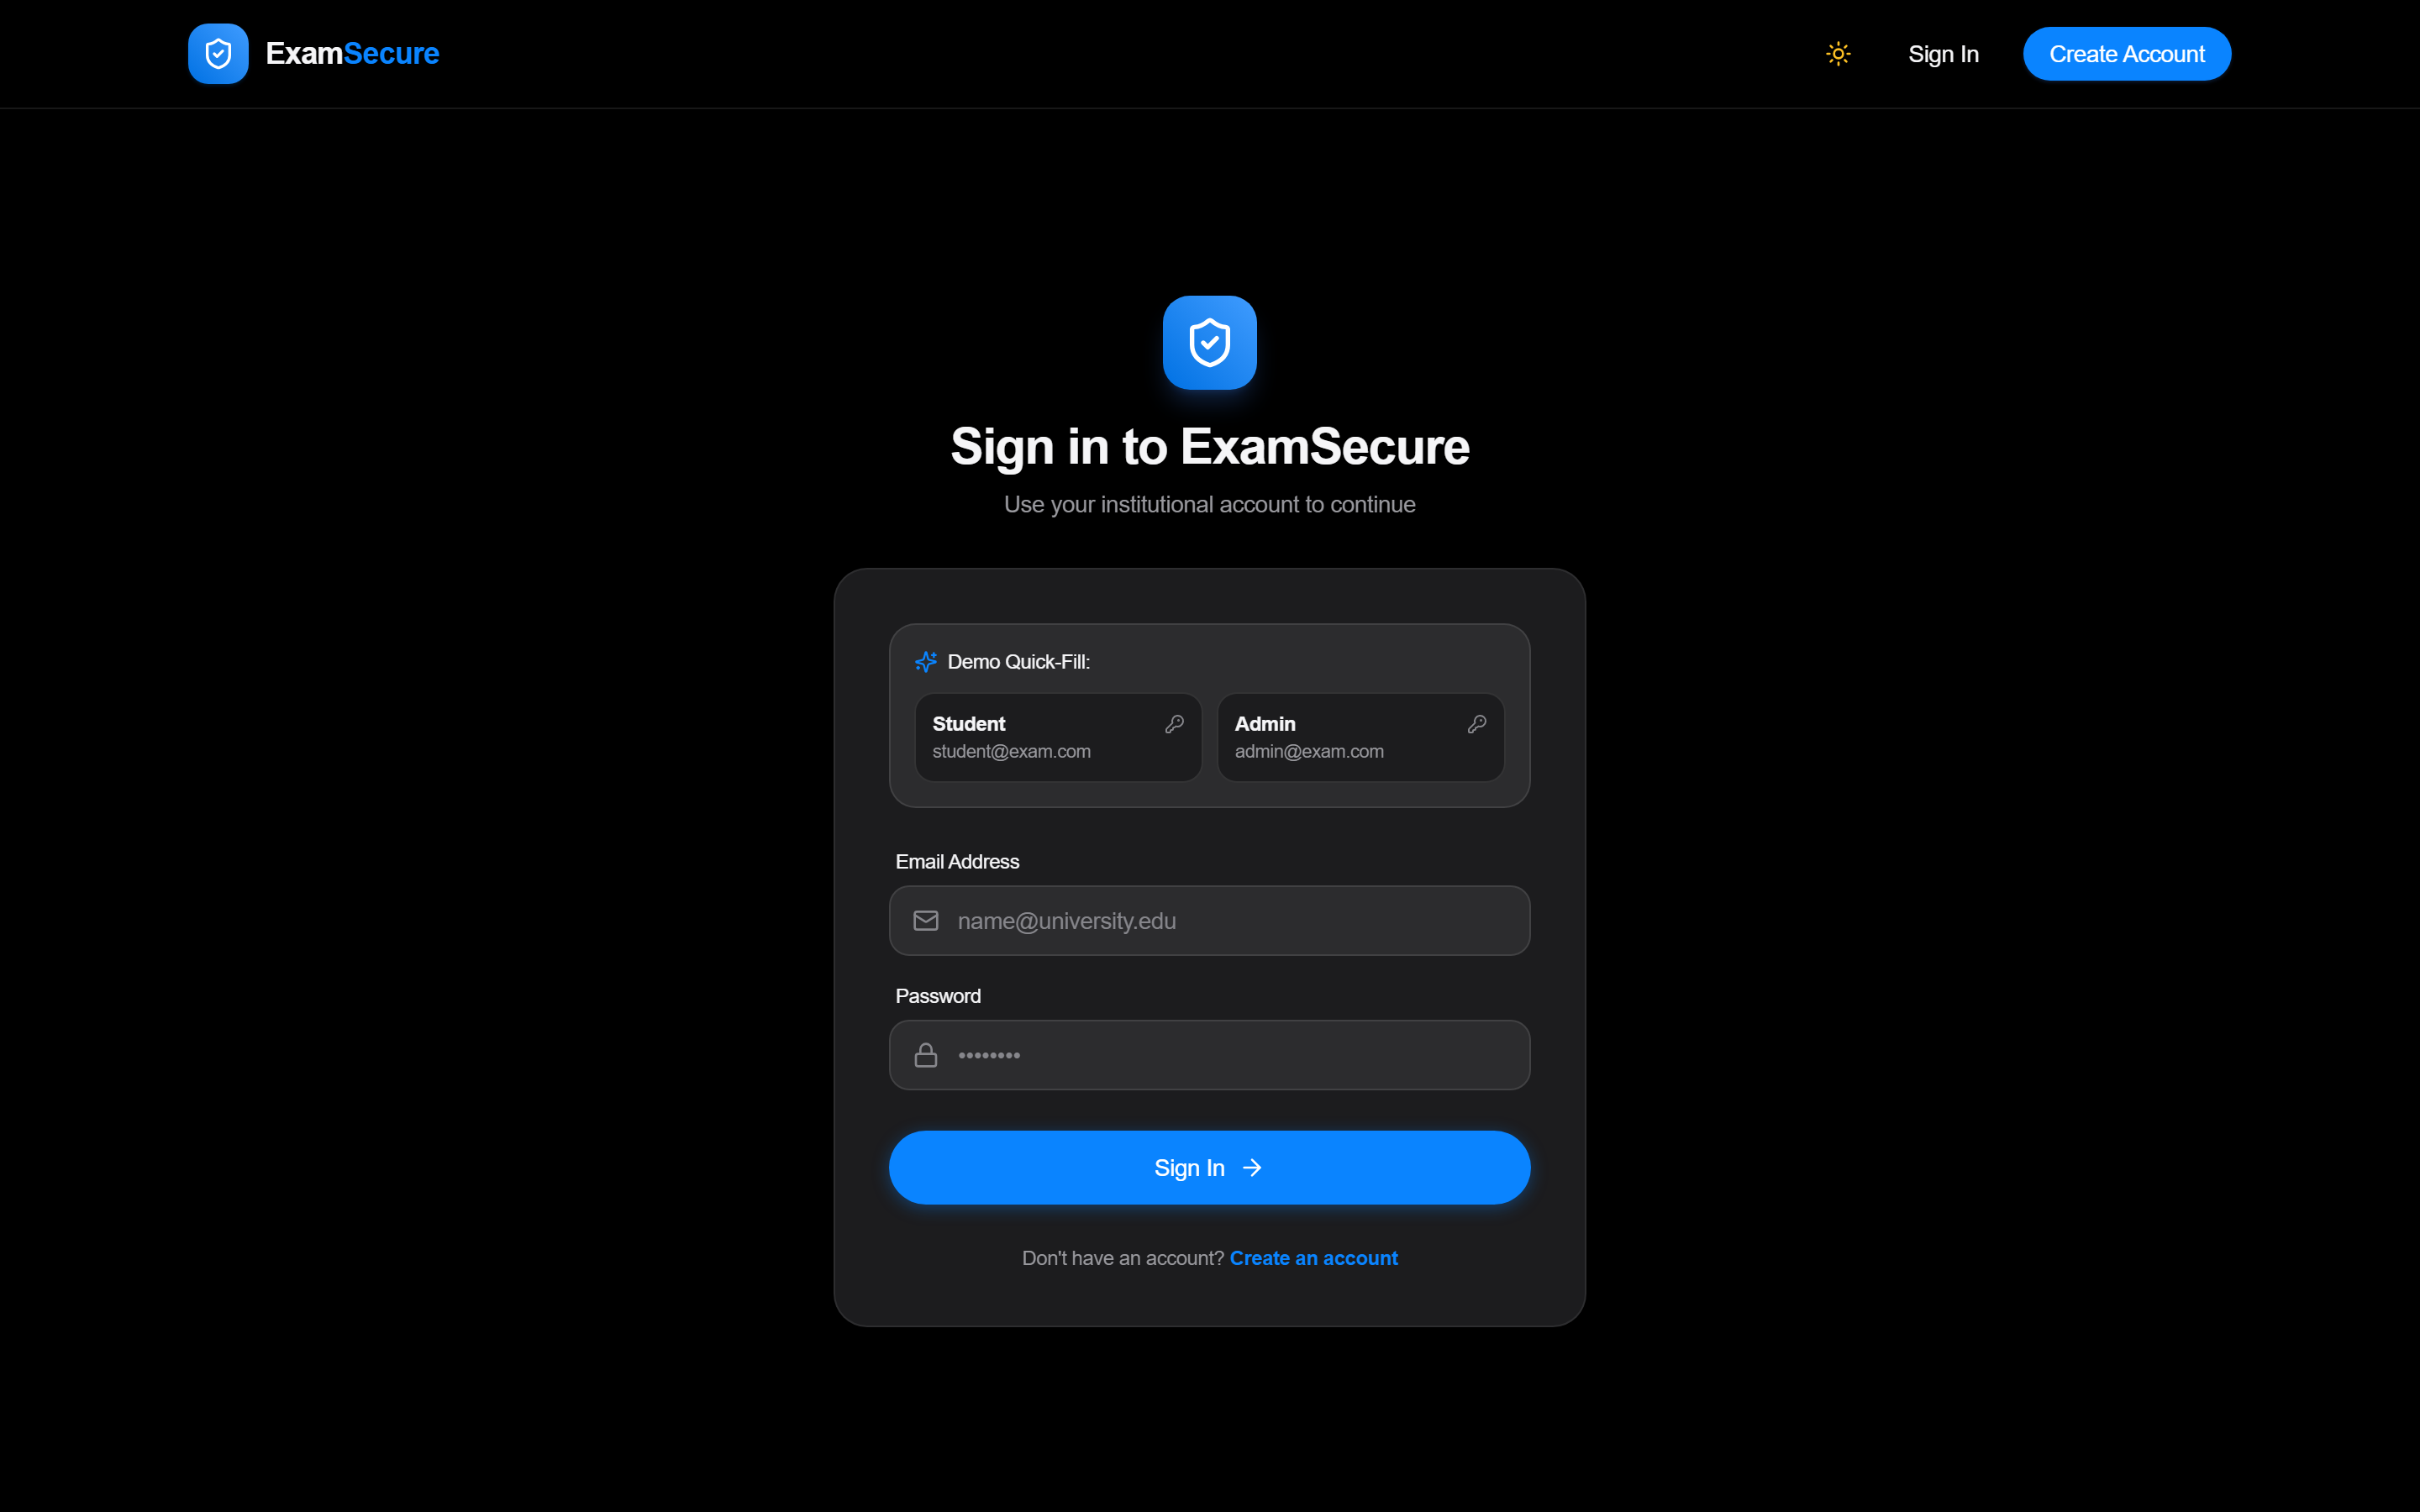 ExamSecure
Sign In
Create Account
Sign in to ExamSecure
Use your institutional account to continue
Demo Quick-Fill:
Student
student@exam.com
Admin
admin@exam.com
Email Address
name@university.edu
Password
••••••••
Sign In
Don't have an account? Create an account